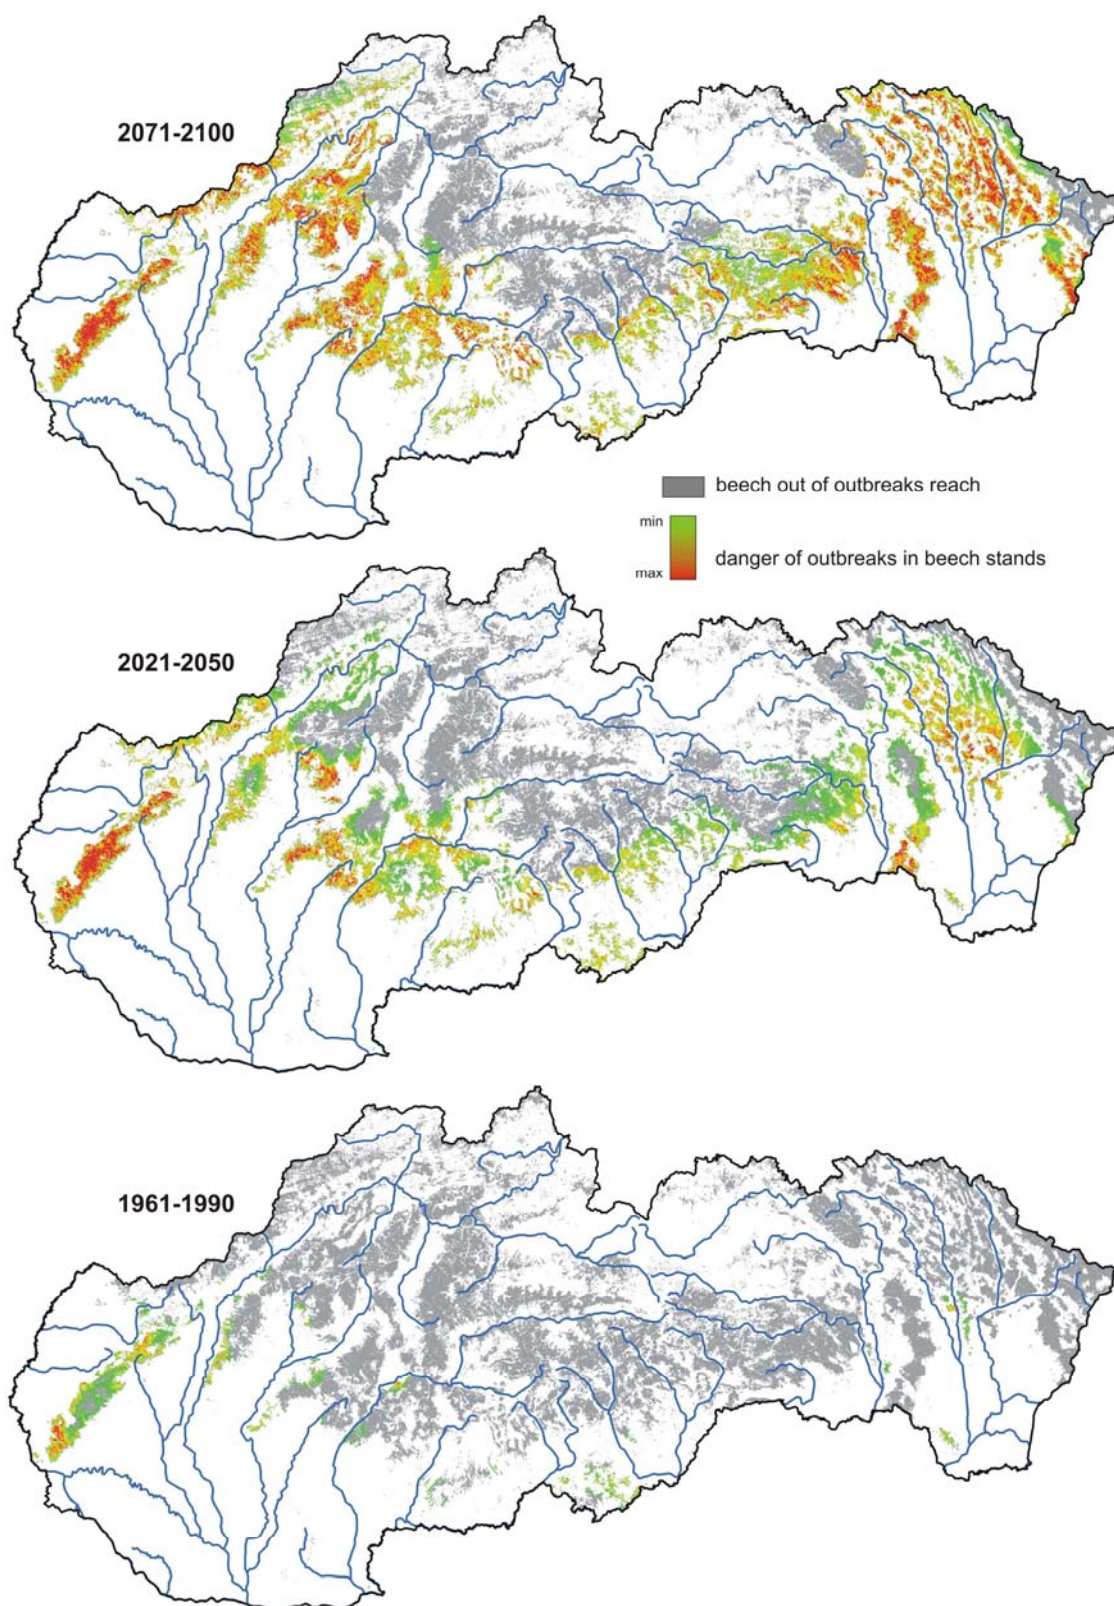 2071-2100
beech out of outbreaks reach
min
danger of outbreaks in beech stands
max
2021-2050
1961-1990